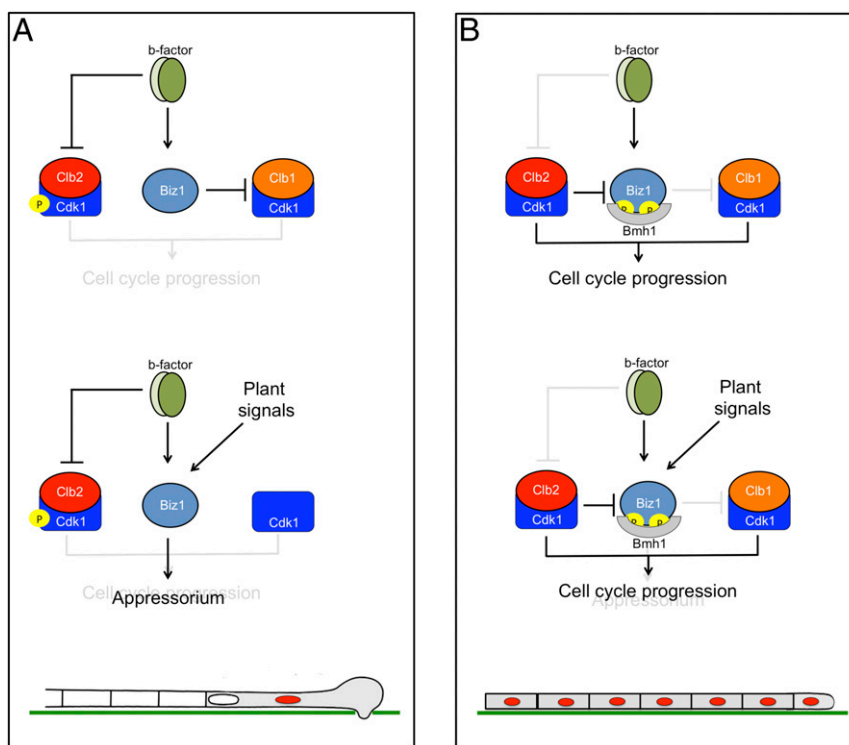 A
b-factor
Clb2
P
Cdk1
Biz1
Clb1
Cdk1
Cell cycle progression
b-factor
Plant
signals
Clb2
P
Cdk1
Biz1
Cdk1
Cell cycle progression
Appressorium
B
b-factor
Clb2
Cdk1
Biz1
P P
Bmh1
Clb1
Cdk1
Cell cycle progression
b-factor
Plant
signals
Clb2
Cdk1
Biz1
P P
Bmh1
Clb1
Cdk1
Cell cycle progression
Appressorium